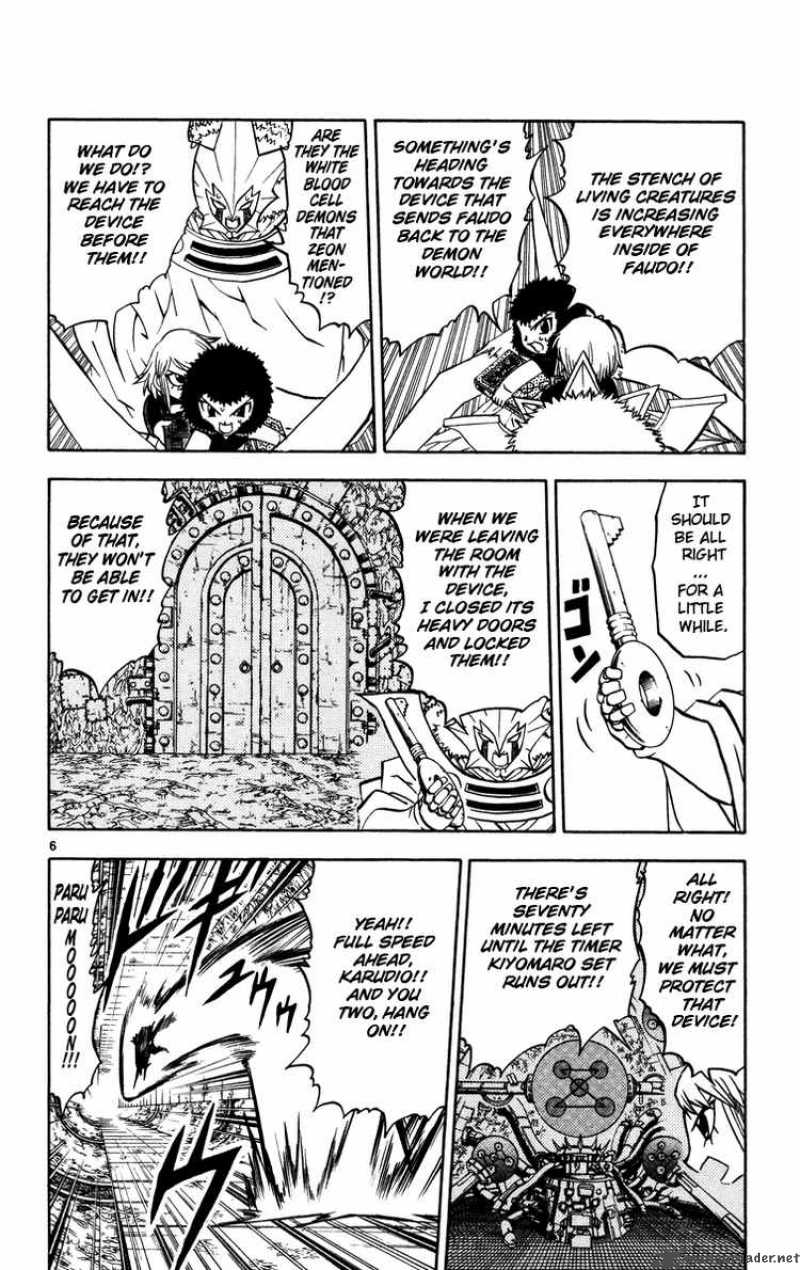 THE STENCH OF
LIVING CREATURES
IS INCREASING
EVERYWHERE
INSIDE OF
FAUDO!!
SOMETHING'S
HEADING
TOWARDS THE
DEVICE THAT
SENDS FAUDO
BACK TO THE
DEMON
WORLD!!
ARE
THEY THE
WHITE
BLOOD
CELL
DEMONS
THAT
ZEON
MEN-
TIONED
!?
WHAT DO
WE DO!?
WE HAVE TO
REACH THE
DEVICE
BEFORE
THEM!!
IT
SHOULD
BE ALL
RIGHT
...
FOR A
LITTLE
WHILE.
ゴン
WHEN WE
WERE LEAVING
THE ROOM
WITH THE
DEVICE,
I CLOSED ITS
HEAVY DOORS
AND LOCKED
THEM!!
BECAUSE
OF THAT,
THEY WON'T
BE ABLE
TO GET IN!!
6
ALL
RIGHT!
NO
MATTER
WHAT,
WE MUST
PROTECT
THAT
DEVICE!
THERE'S
SEVENTY
MINUTES LEFT
UNTIL THE TIMER
KIYOMARO SET
RUNS OUT!!
YEAH!!
FULL SPEED
AHEAD,
KARUDIO!!
AND YOU
TWO, HANG
ON!!
PARU
PARU
MOOOOOON!!!